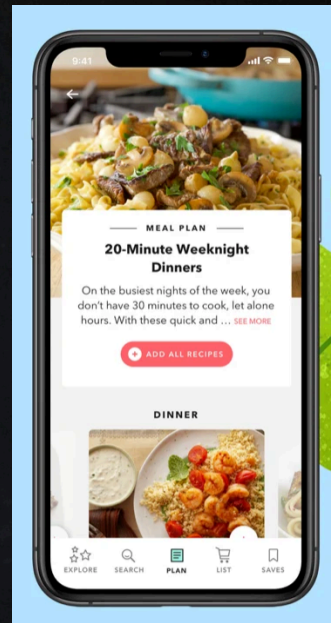 9:41
MEAL PLAN
20-Minute Weeknight
Dinners
On the busiest nights of the week, you
don't have 30 minutes to cook, let alone
hours. With these quick and ... SEE MORE
ADD ALL RECIPES
DINNER
EXPLORE
SEARCH
PLAN
LIST
SAVES